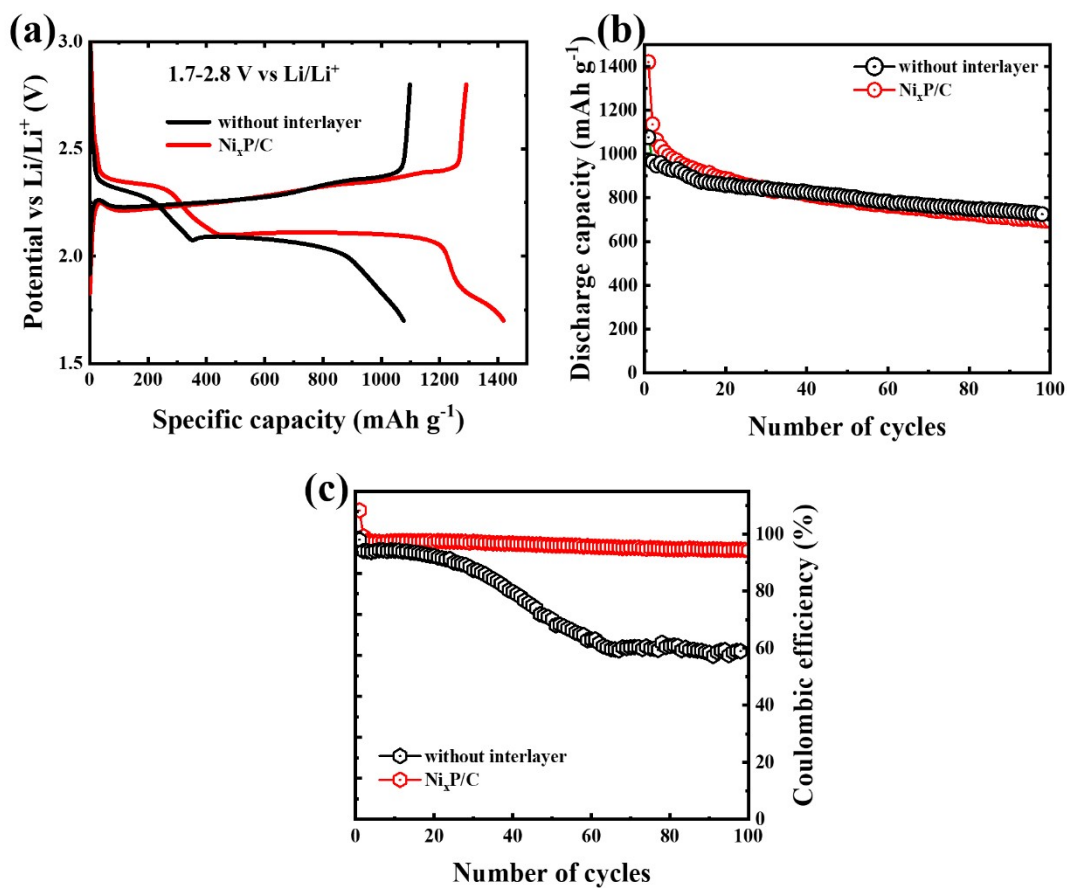 (a)
3.0
2.5
2.0
1.5
Potential vs Li/Li⁺ (V)
1.7-2.8 V vs Li/Li⁺
without interlayer
NiₓP/C
0 200 400 600 800 1000 1200 1400
Specific capacity (mAh g⁻¹)
(b)
1400
1200
1000
800
600
400
200
0
Discharge capacity (mAh g⁻¹)
without interlayer
NiₓP/C
0 20 40 60 80 100
Number of cycles
(c)
100
80
60
40
20
0
Coulombic efficiency (%)
without interlayer
NiₓP/C
0 20 40 60 80 100
Number of cycles